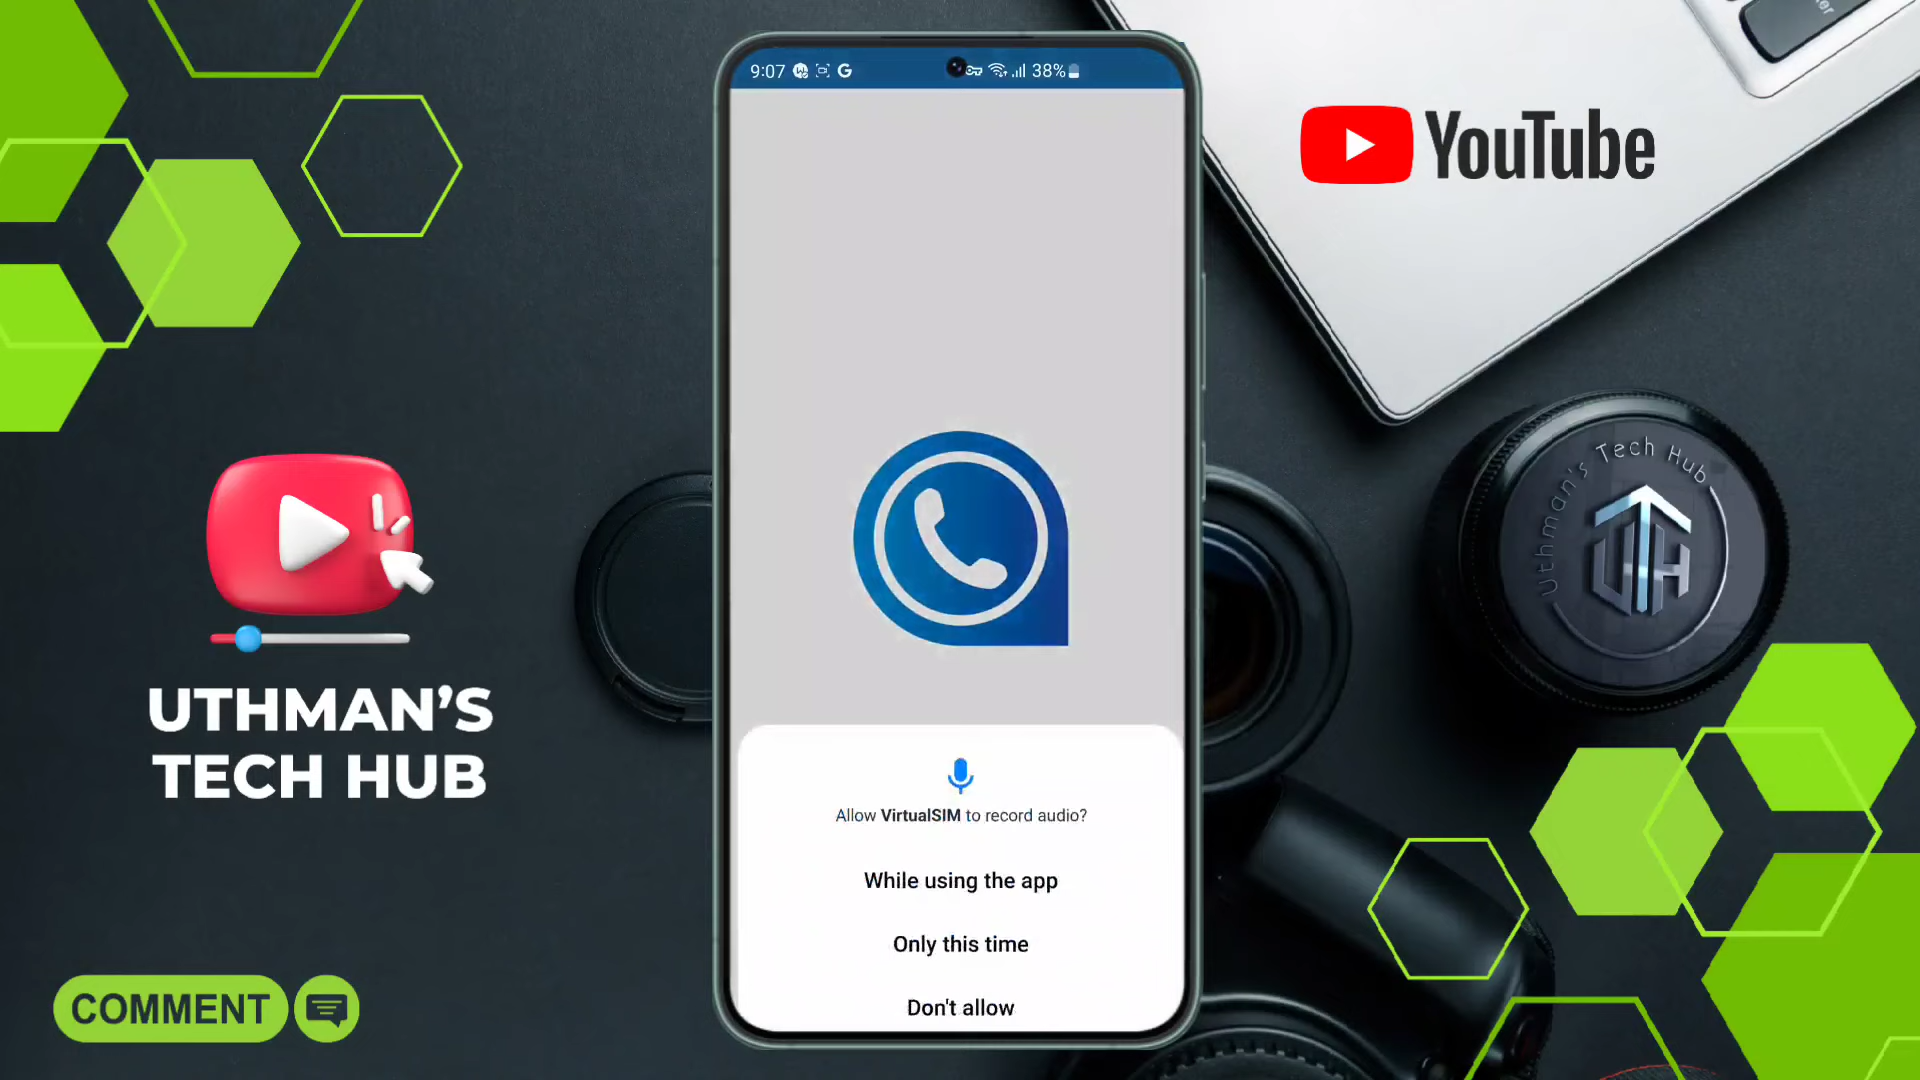 9:07
38%
YouTube
Uthman's Tech Hub
UTH
UTHMAN'S
TECH HUB
Allow VirtualSIM to record audio?
While using the app
Only this time
Don't allow
COMMENT